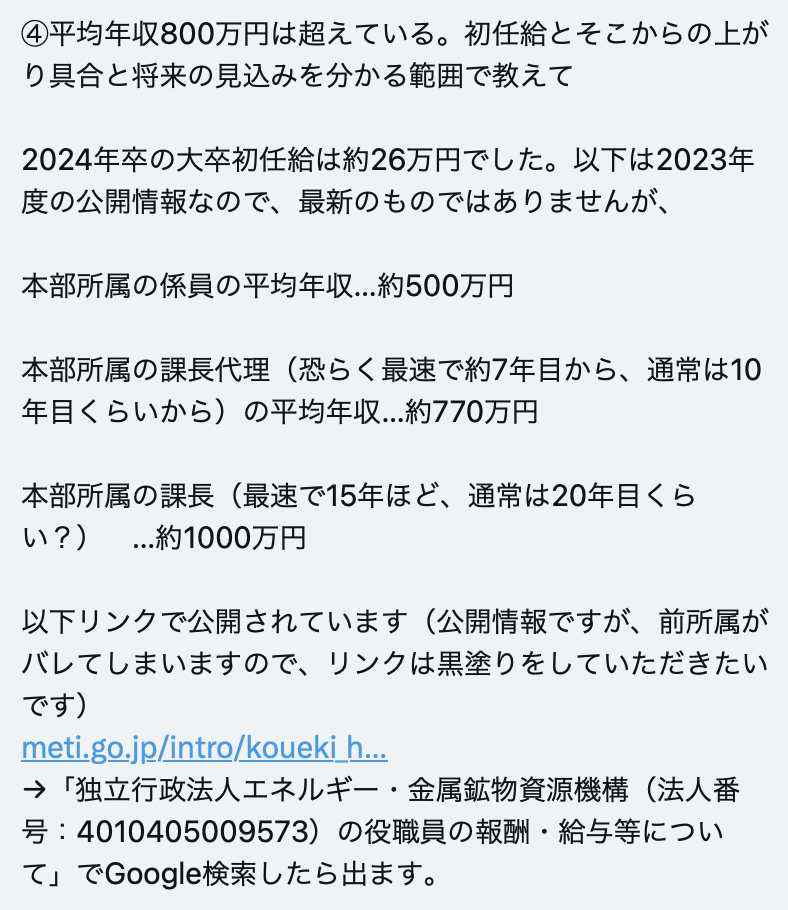 ④平均年収800万円は超えている。初任給とそこからの上が
り具合と将来の見込みを分かる範囲で教えて
2024年卒の大卒初任給は約26万円でした。以下は2023年
度の公開情報なので、最新のものではありませんが、
本部所属の係員の平均年収…約500万円
本部所属の課長代理（恐らく最速で約7年目から、通常は10
年目くらいから）の平均年収…約770万円
本部所属の課長（最速で15年ほど、通常は20年目くら
い？）　…約1000万円
以下リンクで公開されています（公開情報ですが、前所属が
バレてしまいますので、リンクは黒塗りをしていただきたい
です）
meti.go.jp/intro/koueki_h…
→「独立行政法人エネルギー・金属鉱物資源機構（法人番
号：4010405009573）の役職員の報酬・給与等につい
て」でGoogle検索したら出ます。